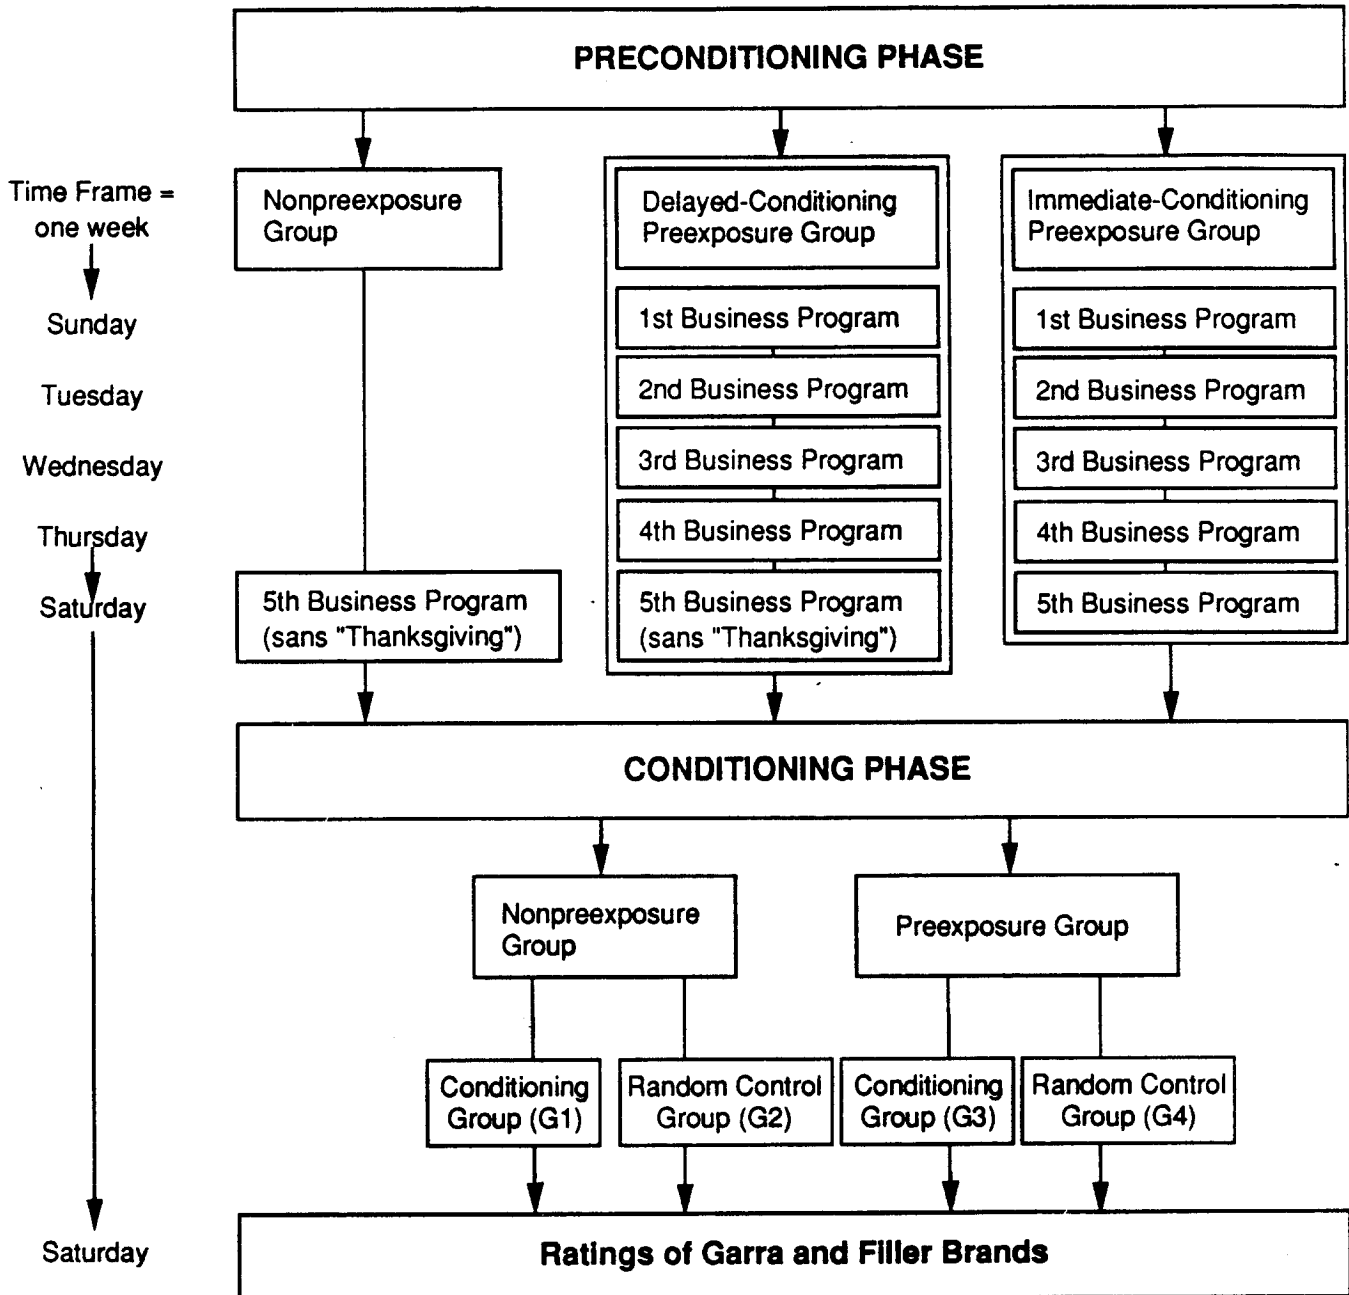 PRECONDITIONING PHASE
Time Frame =
one week
Nonpreexposure
Group
Delayed-Conditioning
Preexposure Group
Immediate-Conditioning
Preexposure Group
Sunday
1st Business Program
1st Business Program
Tuesday
2nd Business Program
2nd Business Program
Wednesday
3rd Business Program
3rd Business Program
Thursday
4th Business Program
4th Business Program
Saturday
5th Business Program
(sans "Thanksgiving")
5th Business Program
(sans "Thanksgiving")
5th Business Program
CONDITIONING PHASE
Nonpreexposure
Group
Preexposure Group
Conditioning
Group (G1)
Random Control
Group (G2)
Conditioning
Group (G3)
Random Control
Group (G4)
Saturday
Ratings of Garra and Filler Brands